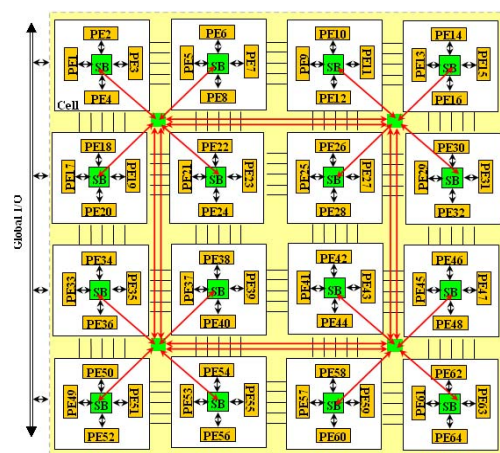 PE2
PE1
SB
PE3
PE4
Cell
PE6
PE5
SB
PE7
PE8
PE10
PE9
SB
PE11
PE12
PE14
PE13
SB
PE15
PE16
PE18
PE17
SB
PE19
PE20
PE22
PE21
SB
PE23
PE24
PE26
PE25
SB
PE27
PE28
PE30
PE29
SB
PE31
PE32
Global I/O
PE34
PE33
SB
PE35
PE36
PE38
PE37
SB
PE39
PE40
PE42
PE41
SB
PE43
PE44
PE46
PE45
SB
PE47
PE48
PE50
PE49
SB
PE51
PE52
PE54
PE53
SB
PE55
PE56
PE58
PE57
SB
PE59
PE60
PE62
PE61
SB
PE63
PE64